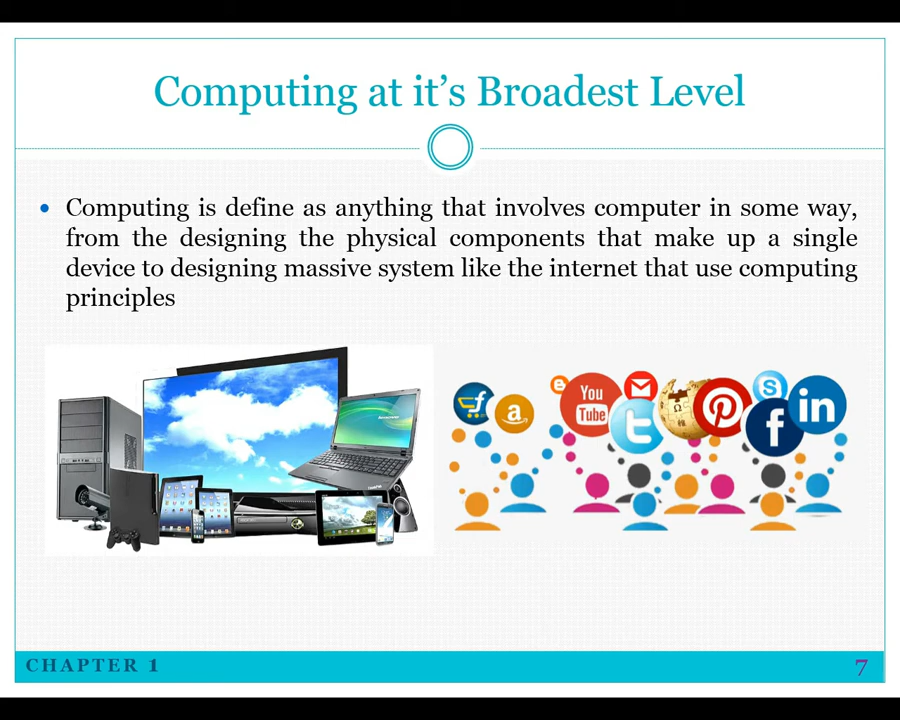 Computing at it’s Broadest Level
• Computing is define as anything that involves computer in some way,
from the designing the physical components that make up a single
device to designing massive system like the internet that use computing
principles
You
Tube
in
CHAPTER 1
7